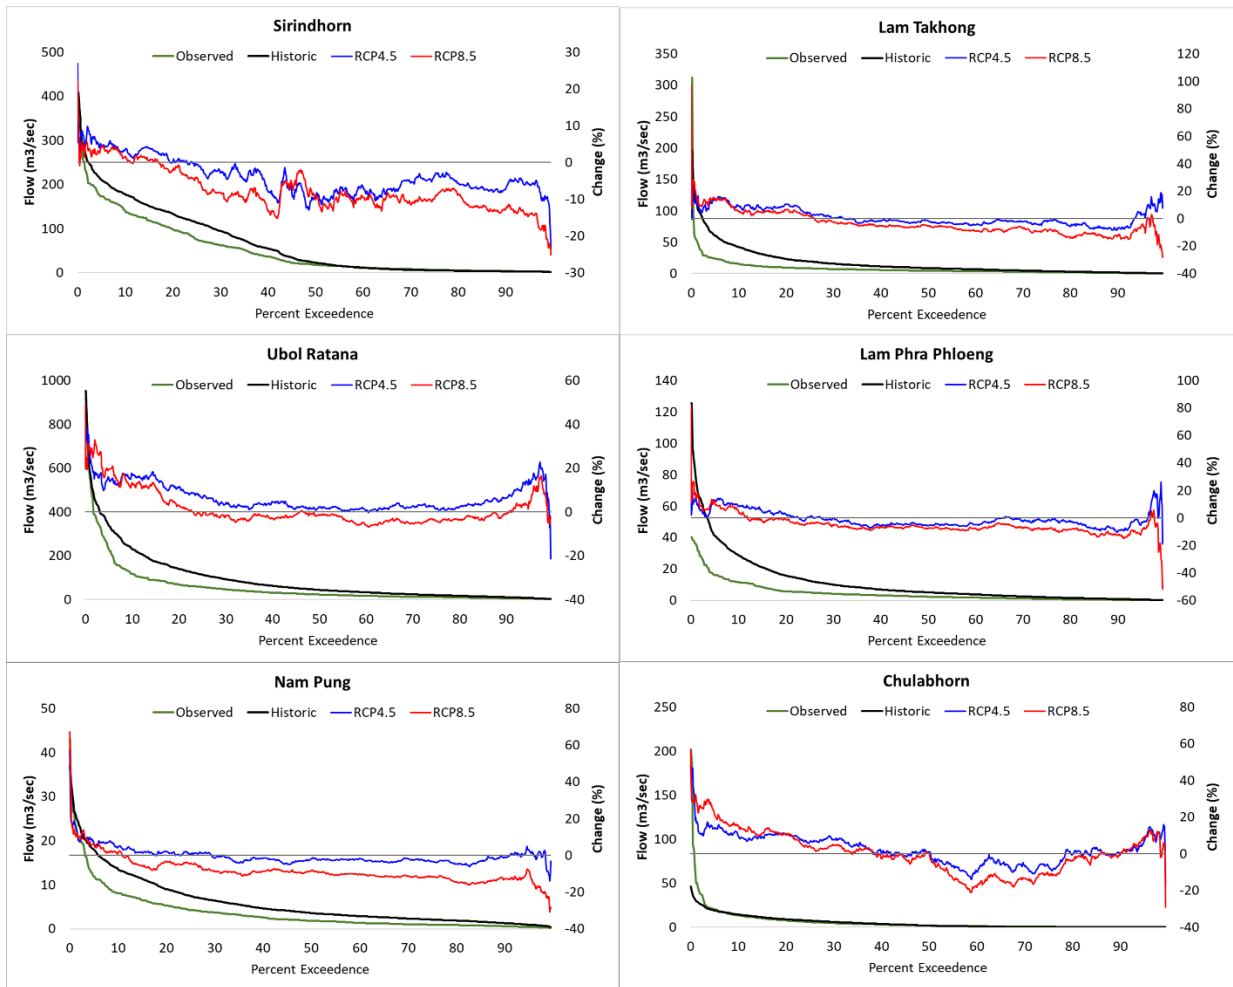 Sirindhorn
Observed Historic RCP4.5 RCP8.5
Flow (m3/sec)
500
400
300
200
100
0
0 10 20 30 40 50 60 70 80 90
Percent Exceedence
30
20
10
0
-10
-20
-30
Change (%)
Lam Takhong
Observed Historic RCP4.5 RCP8.5
Flow (m3/sec)
350
300
250
200
150
100
50
0
0 10 20 30 40 50 60 70 80 90
Percent Exceedence
120
100
80
60
40
20
0
-20
-40
Change (%)
Ubol Ratana
Observed Historic RCP4.5 RCP8.5
Flow (m3/sec)
1000
800
600
400
200
0
0 10 20 30 40 50 60 70 80 90
Percent Exceedence
60
40
20
0
-20
-40
Change (%)
Lam Phra Phloeng
Observed Historic RCP4.5 RCP8.5
Flow (m3/sec)
140
120
100
80
60
40
20
0
0 10 20 30 40 50 60 70 80 90
Percent Exceedence
100
80
60
40
20
0
-20
-40
-60
Change (%)
Nam Pung
Observed Historic RCP4.5 RCP8.5
Flow (m3/sec)
50
40
30
20
10
0
0 10 20 30 40 50 60 70 80 90
Percent Exceedence
80
60
40
20
0
-20
-40
Change (%)
Chulabhorn
Observed Historic RCP4.5 RCP8.5
Flow (m3/sec)
250
200
150
100
50
0
0 10 20 30 40 50 60 70 80 90
Percent Exceedence
80
60
40
20
0
-20
-40
Change (%)